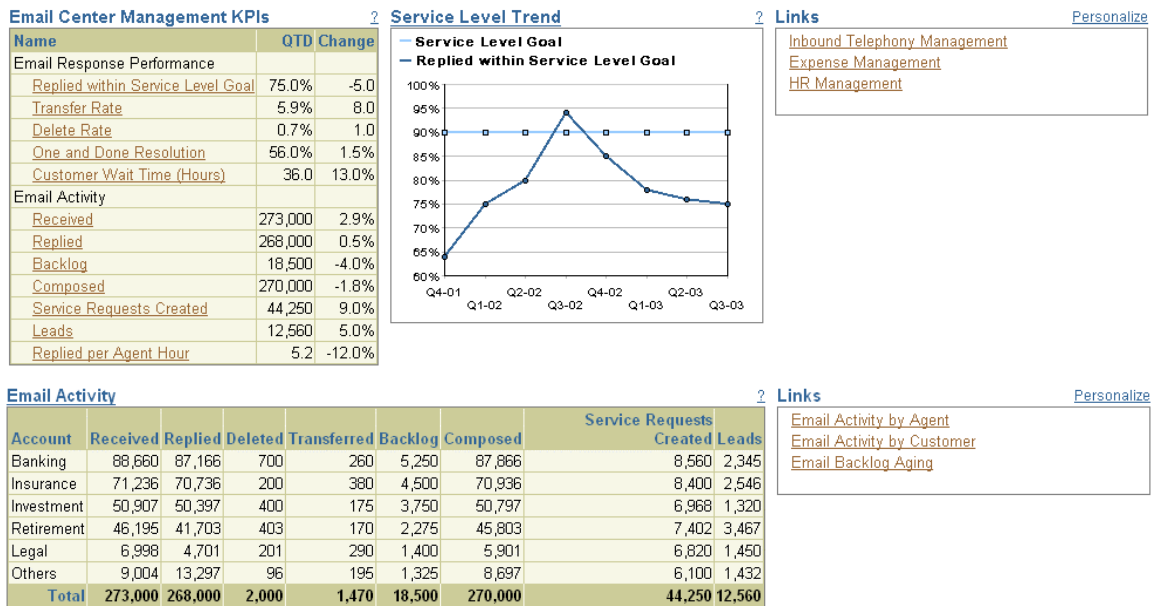 Email Center Management KPIs ?
Name QTD Change
Email Response Performance
Replied within Service Level Goal 75.0% -5.0
Transfer Rate 5.9% 8.0
Delete Rate 0.7% 1.0
One and Done Resolution 56.0% 1.5%
Customer Wait Time (Hours) 36.0 13.0%
Email Activity
Received 273,000 2.9%
Replied 268,000 0.5%
Backlog 18,500 -4.0%
Composed 270,000 -1.8%
Service Requests Created 44,250 9.0%
Leads 12,560 5.0%
Replied per Agent Hour 5.2 -12.0%
Service Level Trend ?
Service Level Goal
Replied within Service Level Goal
100%
95%
90%
85%
80%
75%
70%
65%
60%
Q4-01 Q2-02 Q4-02 Q2-03
Q1-02 Q3-02 Q1-03 Q3-03
Links Personalize
Inbound Telephony Management
Expense Management
HR Management
Email Activity ?
Service Requests
Account Received Replied Deleted Transferred Backlog Composed Created Leads
Banking 88,660 87,166 700 260 5,250 87,866 8,560 2,345
Insurance 71,236 70,736 200 380 4,500 70,936 8,400 2,546
Investment 50,907 50,397 400 175 3,750 50,797 6,968 1,320
Retirement 46,195 41,703 403 170 2,275 45,803 7,402 3,467
Legal 6,998 4,701 201 290 1,400 5,901 6,820 1,450
Others 9,004 13,297 96 195 1,325 8,697 6,100 1,432
Total 273,000 268,000 2,000 1,470 18,500 270,000 44,250 12,560
Links Personalize
Email Activity by Agent
Email Activity by Customer
Email Backlog Aging